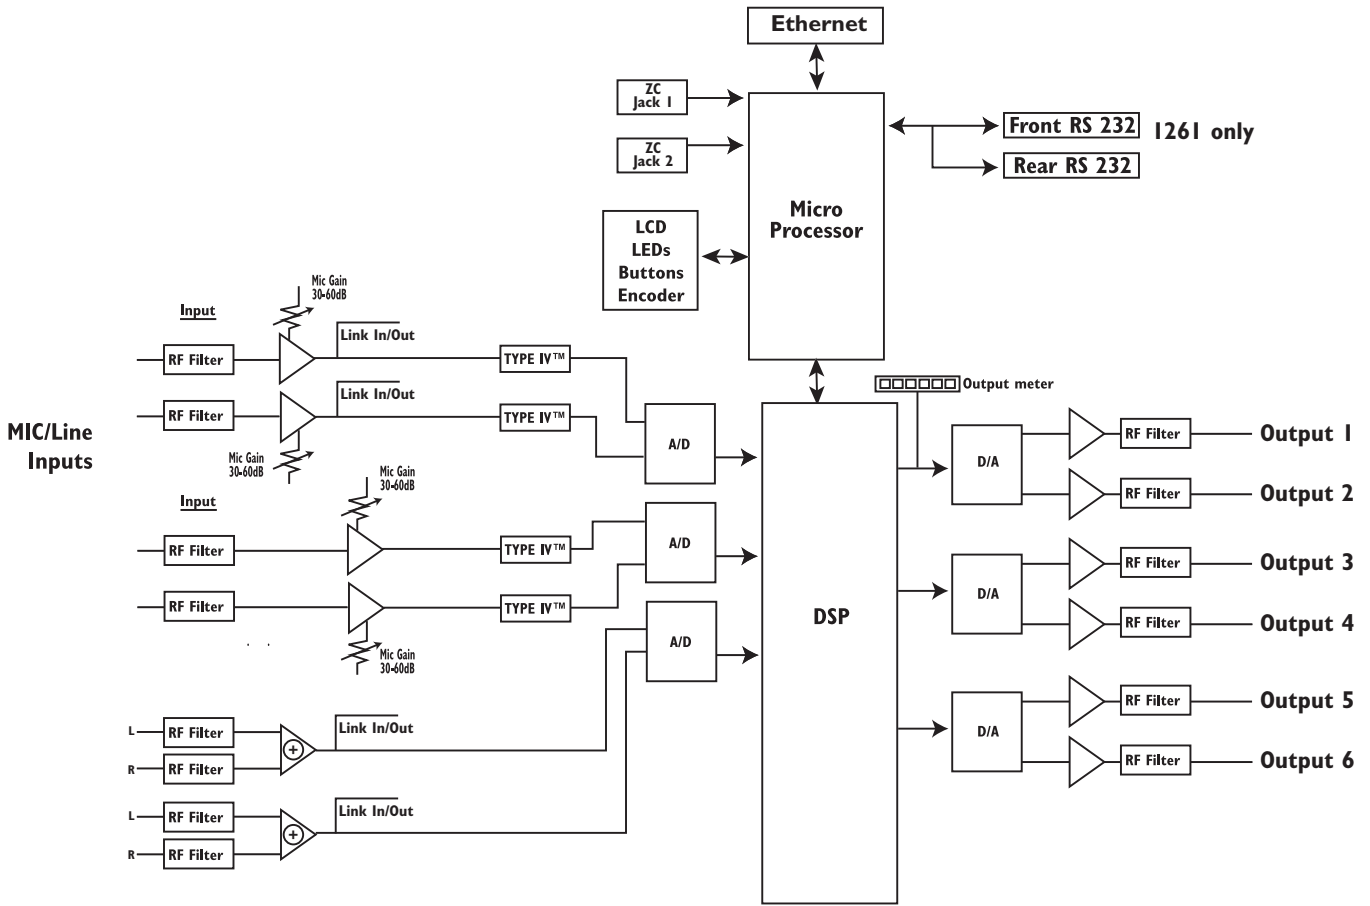 Ethernet
ZC
Jack 1
ZC
Jack 2
Front RS 232
1261 only
Rear RS 232
Micro
Processor
LCD
LEDs
Buttons
Encoder
Mic Gain
30-60dB
Input
RF Filter
Link In/Out
TYPE IV™
Output meter
Link In/Out
RF Filter
TYPE IV™
MIC/Line
Inputs
A/D
D/A
RF Filter
Output 1
Mic Gain
30-60dB
Mic Gain
30-60dB
RF Filter
Output 2
Input
RF Filter
TYPE IV™
A/D
RF Filter
Output 3
D/A
RF Filter
TYPE IV™
DSP
RF Filter
Output 4
Mic Gain
30-60dB
A/D
L
RF Filter
Link In/Out
D/A
RF Filter
Output 5
+
R
RF Filter
RF Filter
Output 6
L
RF Filter
Link In/Out
+
R
RF Filter